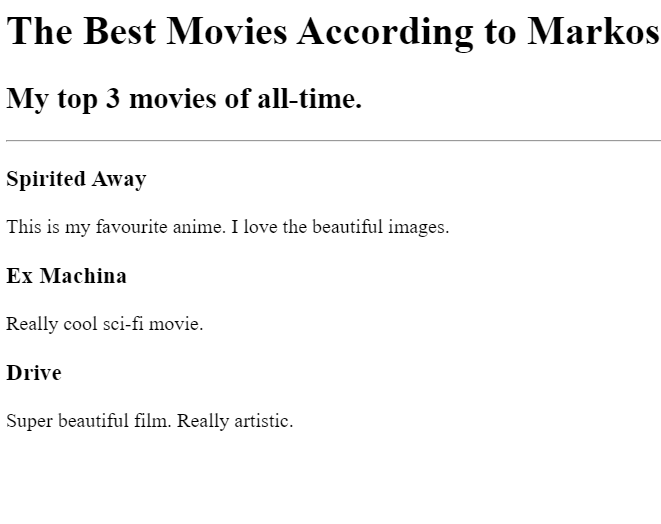 The Best Movies According to Markos
My top 3 movies of all-time.
Spirited Away
This is my favourite anime. I love the beautiful images.
Ex Machina
Really cool sci-fi movie.
Drive
Super beautiful film. Really artistic.